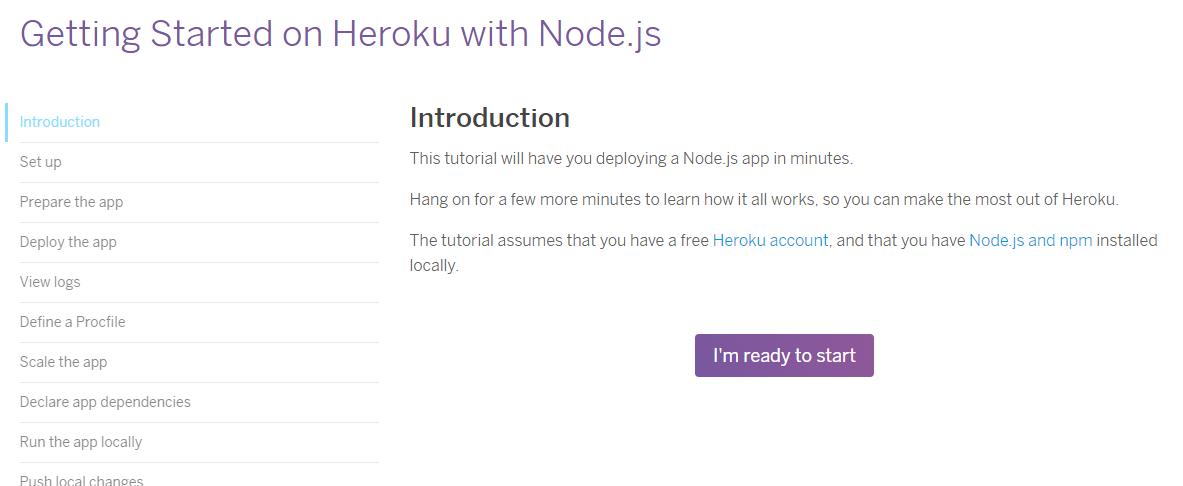 Getting Started on Heroku with Node.js
Introduction
Set up
Prepare the app
Deploy the app
View logs
Define a Procfile
Scale the app
Declare app dependencies
Run the app locally
Push local changes
Introduction
This tutorial will have you deploying a Node.js app in minutes.
Hang on for a few more minutes to learn how it all works, so you can make the most out of Heroku.
The tutorial assumes that you have a free Heroku account, and that you have Node.js and npm installed
locally.
I'm ready to start